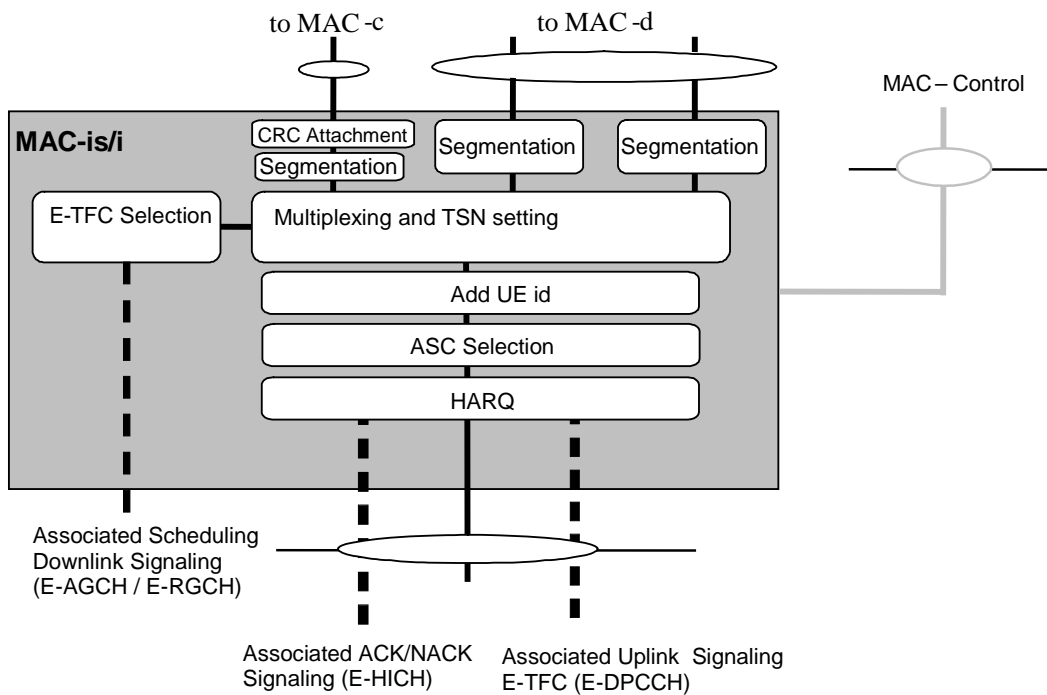 to MAC-c
to MAC-d
MAC – Control
MAC-is/i
CRC Attachment
Segmentation
Segmentation
Segmentation
E-TFC Selection
Multiplexing and TSN setting
Add UE id
ASC Selection
HARQ
Associated Scheduling
Downlink Signaling
(E-AGCH / E-RGCH)
Associated ACK/NACK
Signaling (E-HICH)
Associated Uplink Signaling
E-TFC (E-DPCCH)